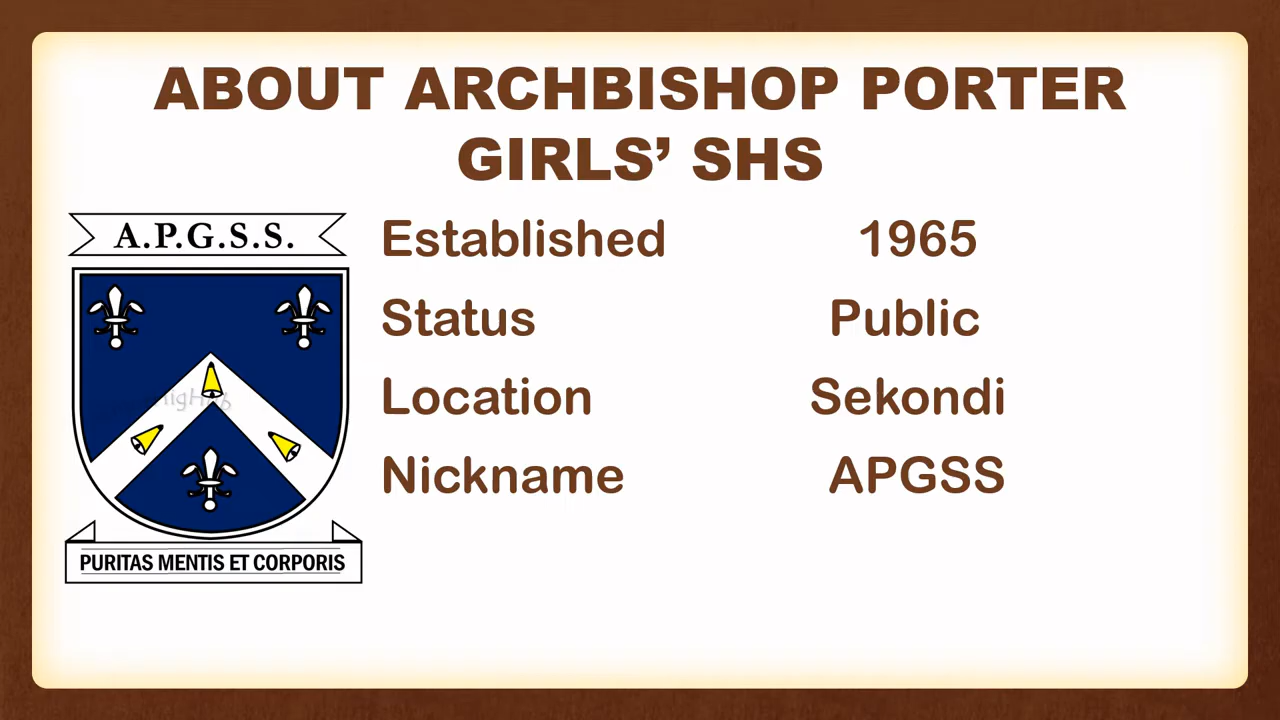 ABOUT ARCHBISHOP PORTER
GIRLS’ SHS
A.P.G.S.S.
Established 1965
Status Public
Location Sekondi
Nickname APGSS
PURITAS MENTIS ET CORPORIS